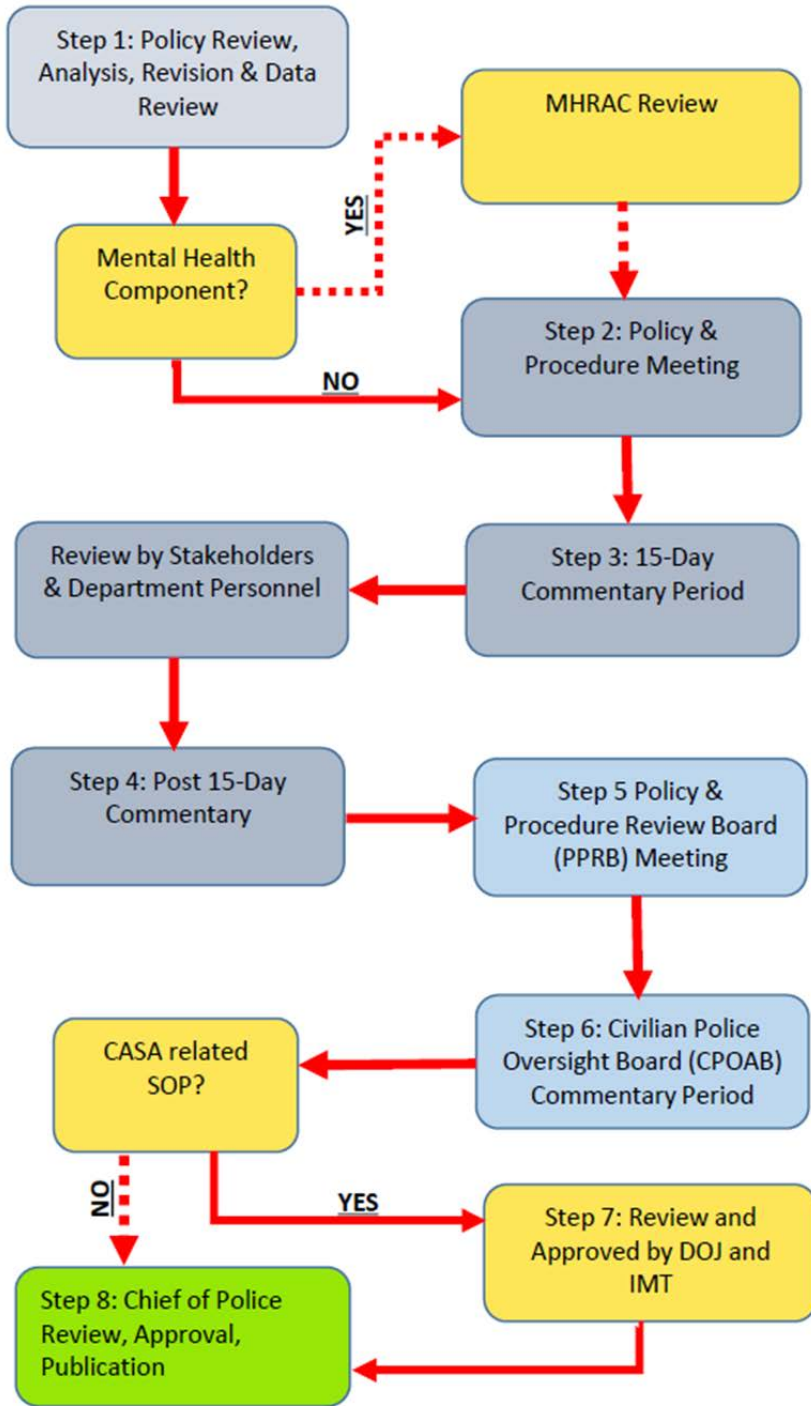 Step 1: Policy Review,
Analysis, Revision & Data
Review
MHRAC Review
YES
Mental Health
Component?
Step 2: Policy &
Procedure Meeting
NO
Review by Stakeholders
& Department Personnel
Step 3: 15-Day
Commentary Period
Step 4: Post 15-Day
Commentary
Step 5 Policy &
Procedure Review Board
(PPRB) Meeting
CASA related
SOP?
Step 6: Civilian Police
Oversight Board (CPOAB)
Commentary Period
NO
YES
Step 7: Review and
Approved by DOJ and
IMT
Step 8: Chief of Police
Review, Approval,
Publication